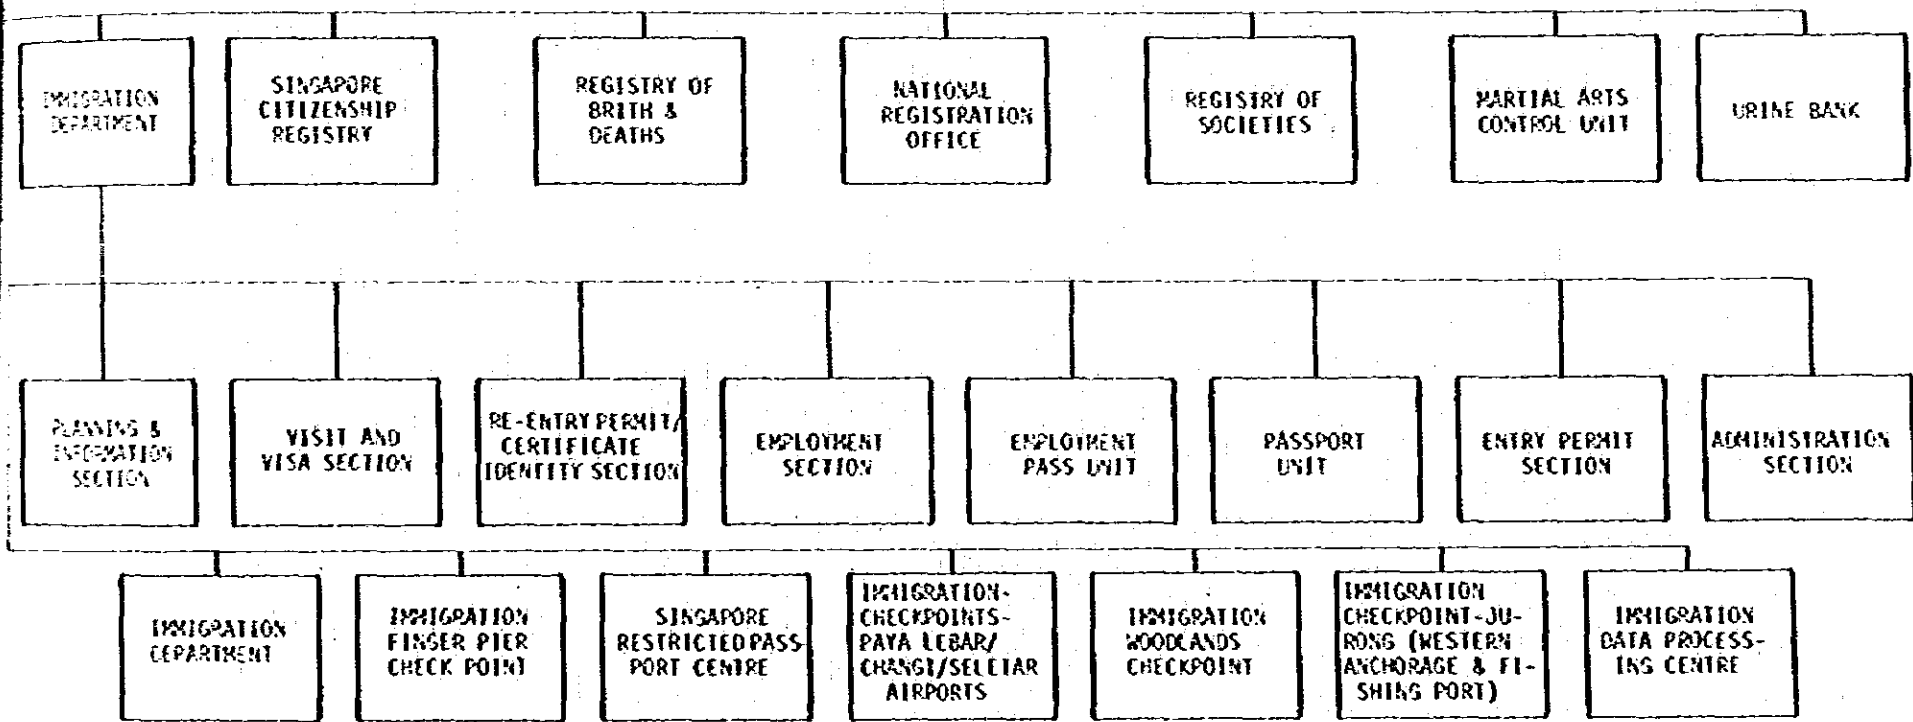 IMMIGRATION
DEPARTMENT
SINGAPORE
CITIZENSHIP
REGISTRY
REGISTRY OF
BRITH &
DEATHS
NATIONAL
REGISTRATION
OFFICE
REGISTRY OF
SOCIETIES
MARTIAL ARTS
CONTROL UNIT
URINE BANK
PLANNING &
INFORMATION
SECTION
VISIT AND
VISA SECTION
RE-ENTRY PERMIT/
CERTIFICATE
IDENTITY SECTION
EMPLOYMENT
SECTION
EMPLOYMENT
PASS UNIT
PASSPORT
UNIT
ENTRY PERMIT
SECTION
ADMINISTRATION
SECTION
IMMIGRATION
DEPARTMENT
IMMIGRATION
FINGER PIER
CHECK POINT
SINGAPORE
RESTRICTED PASS
PORT CENTRE
IMMIGRATION-
CHECKPOINTS-
PAYA LEBAR/
CHANGI/SELETAR
AIRPORTS
IMMIGRATION
WOODLANDS
CHECKPOINT
IMMIGRATION
CHECKPOINT-JU-
RONG (WESTERN
ANCHORAGE & FI-
SHING PORT)
IMMIGRATION
DATA PROCESS-
ING CENTRE